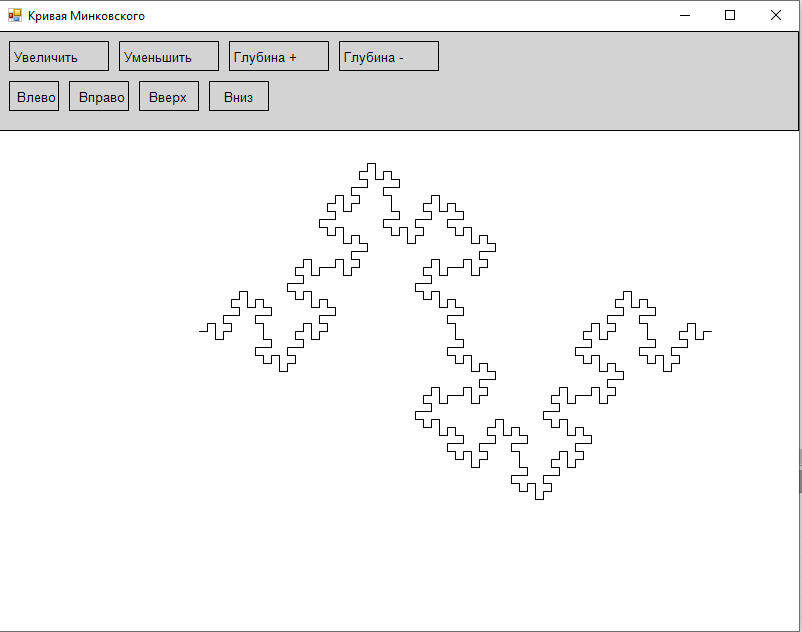 Кривая Минковского
Увеличить Уменьшить Глубина + Глубина -
Влево Вправо Вверх Вниз